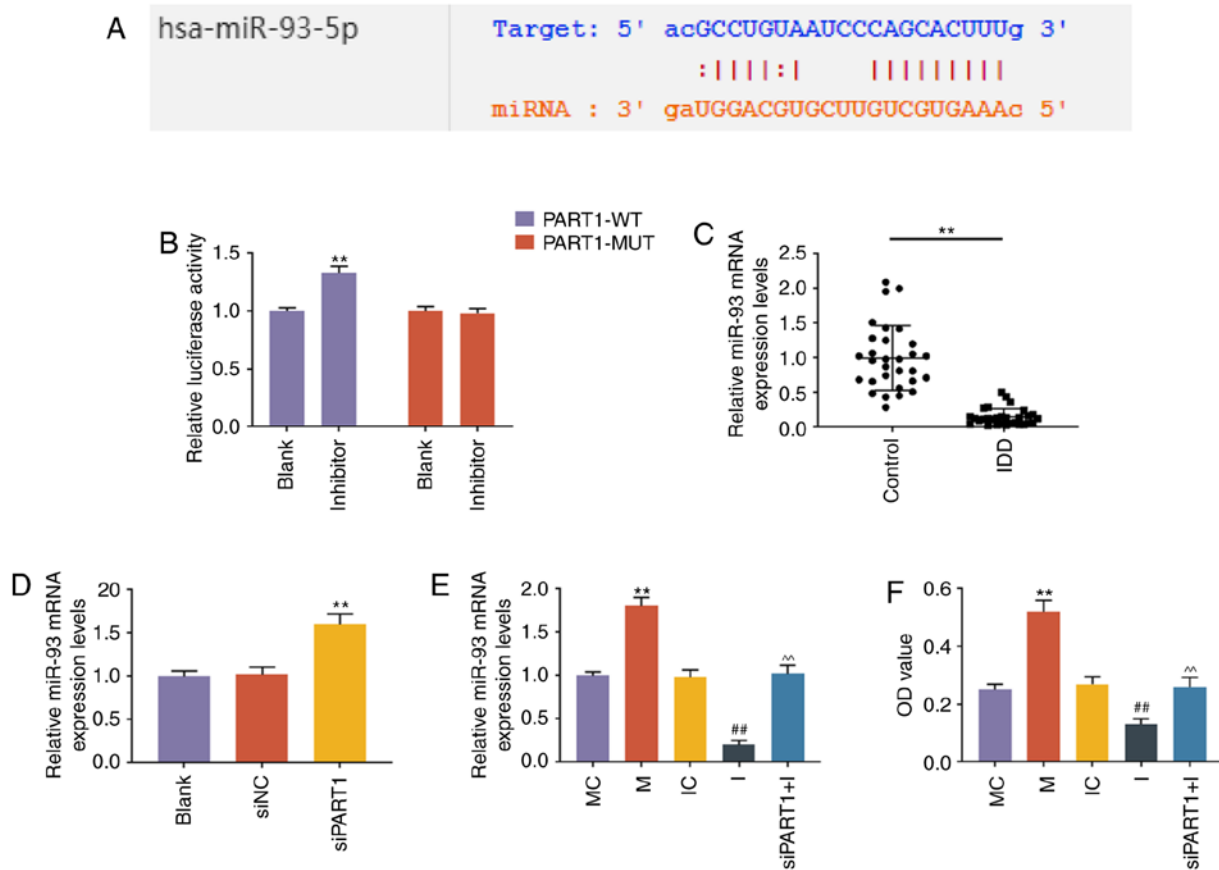 A
hsa-miR-93-5p
Target: 5' acGCCUGUAAUCCCAGCACUUUg 3'
:||||:| |||||||||
miRNA : 3' gaUGGACGUGCUUGUCGUGAAAc 5'
PART1-WT
PART1-MUT
B
Relative luciferase activity
1.5
1.0
0.5
0.0
**
Blank
Inhibitor
Blank
Inhibitor
C
Relative miR-93 mRNA
expression levels
2.5
2.0
1.5
1.0
0.5
0.0
**
Control
IDD
D
Relative miR-93 mRNA
expression levels
20
1.5
1.0
0.5
0.0
**
Blank
siNC
siPART1
E
Relative miR-93 mRNA
expression levels
2.0
1.5
1.0
0.5
0.0
**
##
^^
MC
M
IC
I
siPART1+I
F
OD value
0.6
0.4
0.2
0.0
**
##
^^
MC
M
IC
I
siPART1+I